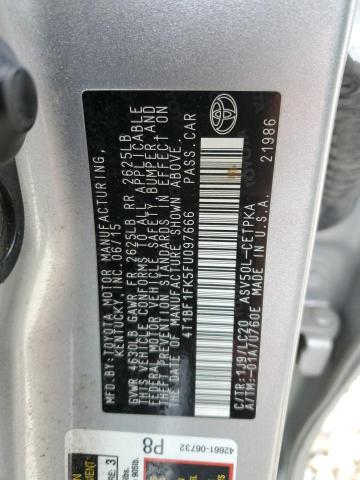 MFD.BY:TOYOTA MOTOR MANUFACTURING,
KENTUCKY, INC.06/15
GVWR 4630LB GAWR FR 2625LB RR 2625LB
THIS VEHICLE CONFORMS TO ALL APPLICABLE
FEDERAL MOTOR VEHICLE SAFETY BUMPER,AND
THEFT PREVENTION STANDARDS IN EFFECT ON
THE DATE OF MANUFACTURE SHOWN ABOVE.
4T1BF1FK5FU097666 PASS.CAR
C/TR:1J9/LC20 ASV50L-CETPKA
A/TM:-01A/U760E MADE IN U.S.A.
21986
TOYOTA
42661-06732
P8
3